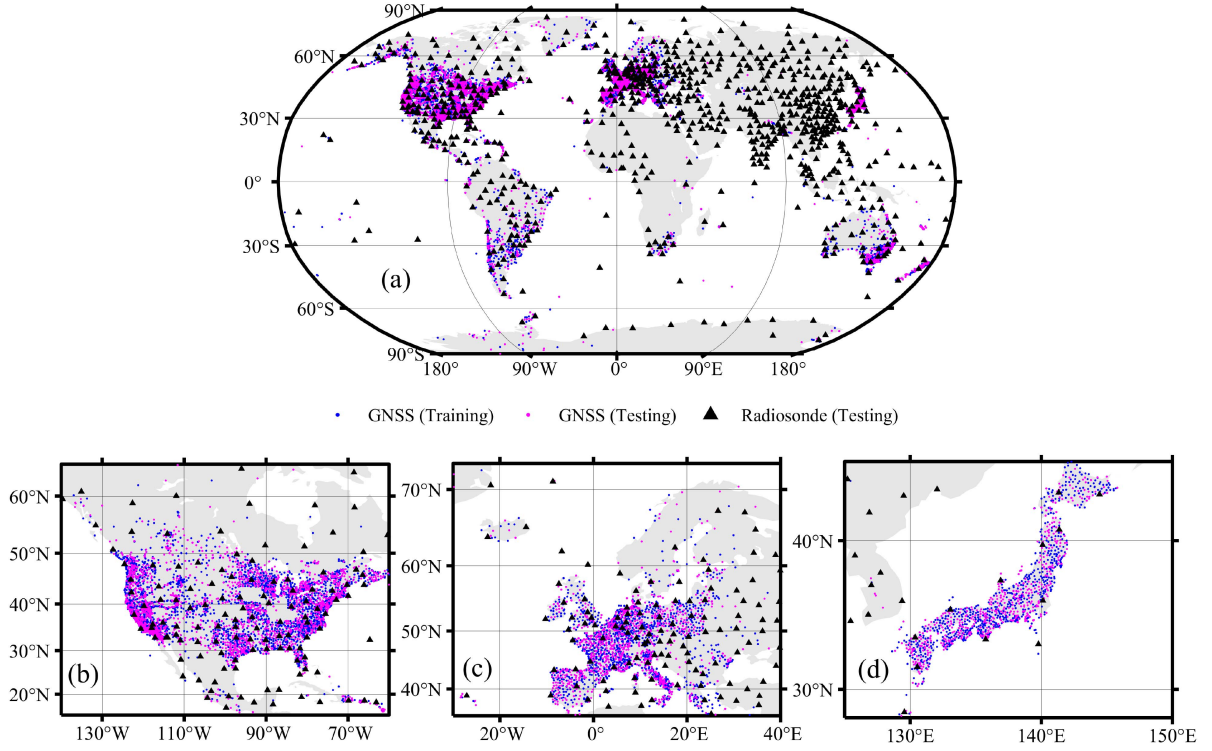 90°N
60°N
30°N
0°
30°S
(a)
60°S
90°S
180° 90°W 0° 90°E 180°
GNSS (Training) GNSS (Testing) Radiosonde (Testing)
60°N
50°N
40°N
30°N
20°N
(b)
130°W 110°W 90°W 70°W
70°N
60°N
50°N
40°N
(c)
20°W 0° 20°E 40°E
40°N
30°N
(d)
130°E 140°E 150°E